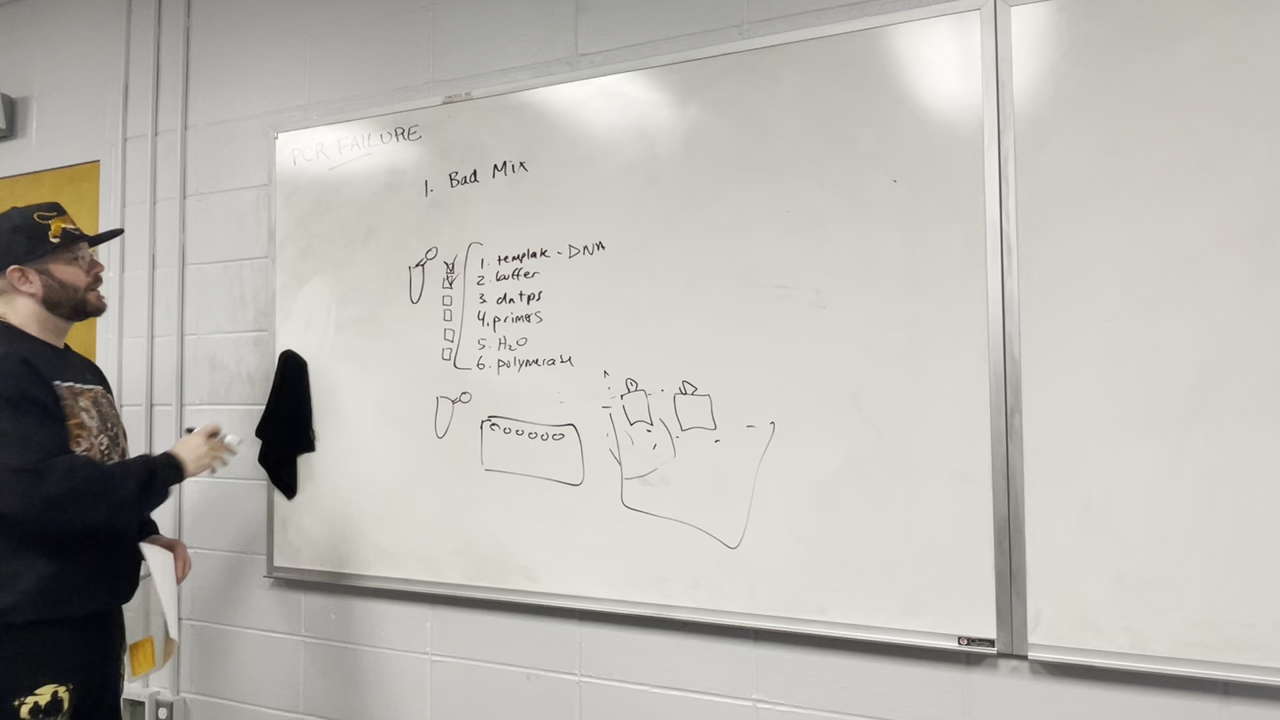 PCR FAILURE
1. Bad Mix
1. template - DNA
2. buffer
3. dntps
4. primers
5. H2O
6. polymerase